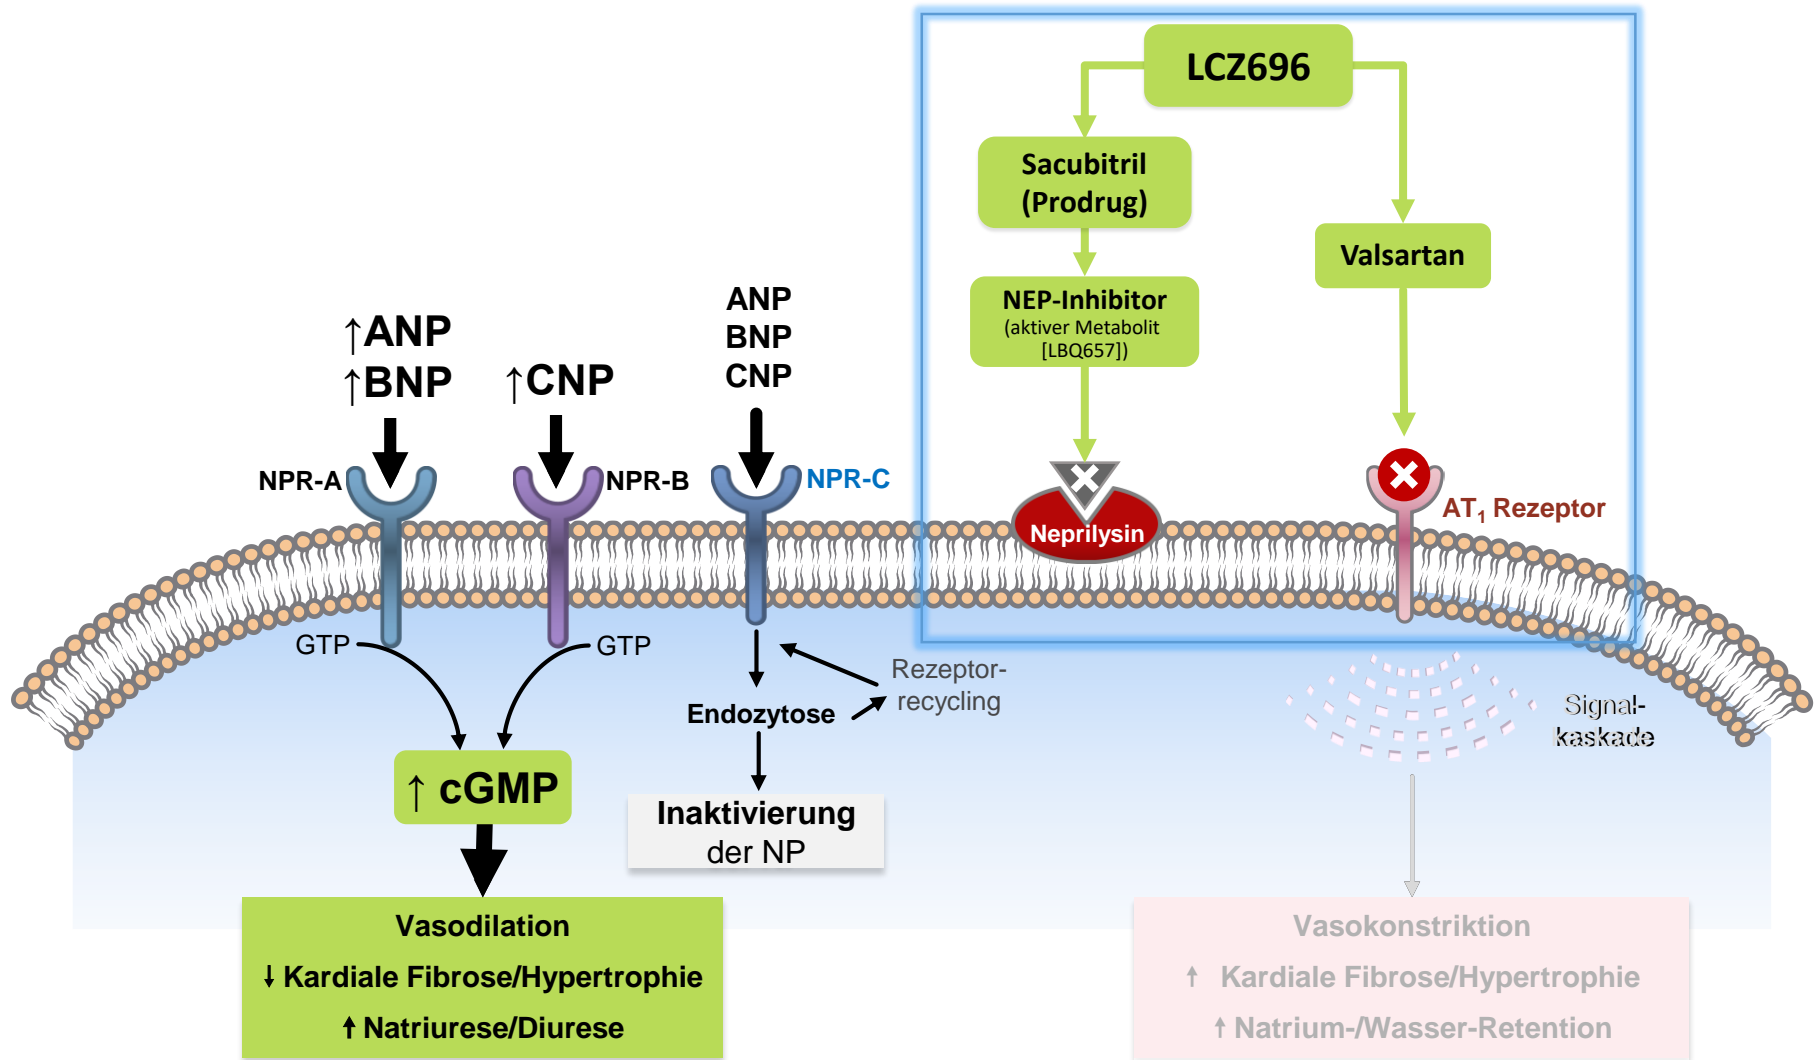 LCZ696
Sacubitril
(Prodrug)
Valsartan
NEP-Inhibitor
(aktiver Metabolit
[LBQ657])
↑ANP
↑BNP
↑CNP
ANP
BNP
CNP
NPR-A
NPR-B
NPR-C
Neprilysin
AT₁ Rezeptor
GTP
GTP
Rezeptor-
recycling
Endozytose
Signal-
kaskade
↑ cGMP
Inaktivierung
der NP
Vasodilation
↓ Kardiale Fibrose/Hypertrophie
↑ Natriurese/Diurese
Vasokonstriktion
↑ Kardiale Fibrose/Hypertrophie
↑ Natrium-/Wasser-Retention